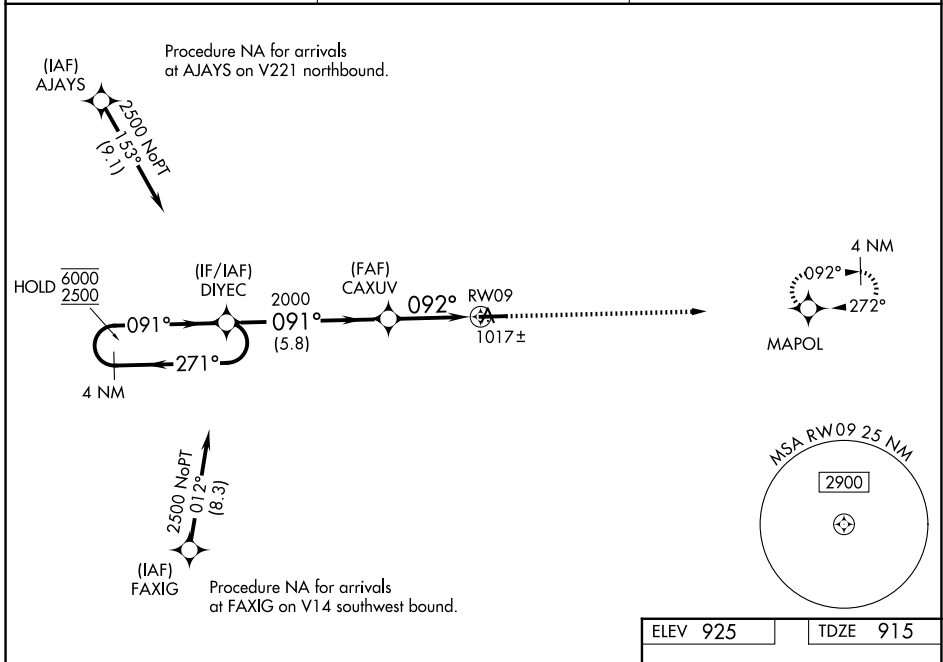 Procedure NA for arrivals
at AJAYS on V221 northbound.
(IAF)
AJAYS
2500 NoPT
153°
(9.1)
HOLD 6000
2500
(IF/IAF)
DIYEC
(FAF)
CAXUV
091°
2000
091°
(5.8)
092°
RW09
1017±
271°
4 NM
4 NM
092°
272°
MAPOL
2500 NoPT
012°
(8.3)
(IAF)
FAXIG
Procedure NA for arrivals
at FAXIG on V14 southwest bound.
MSA RW09 25 NM
2900
ELEV 925
TDZE 915